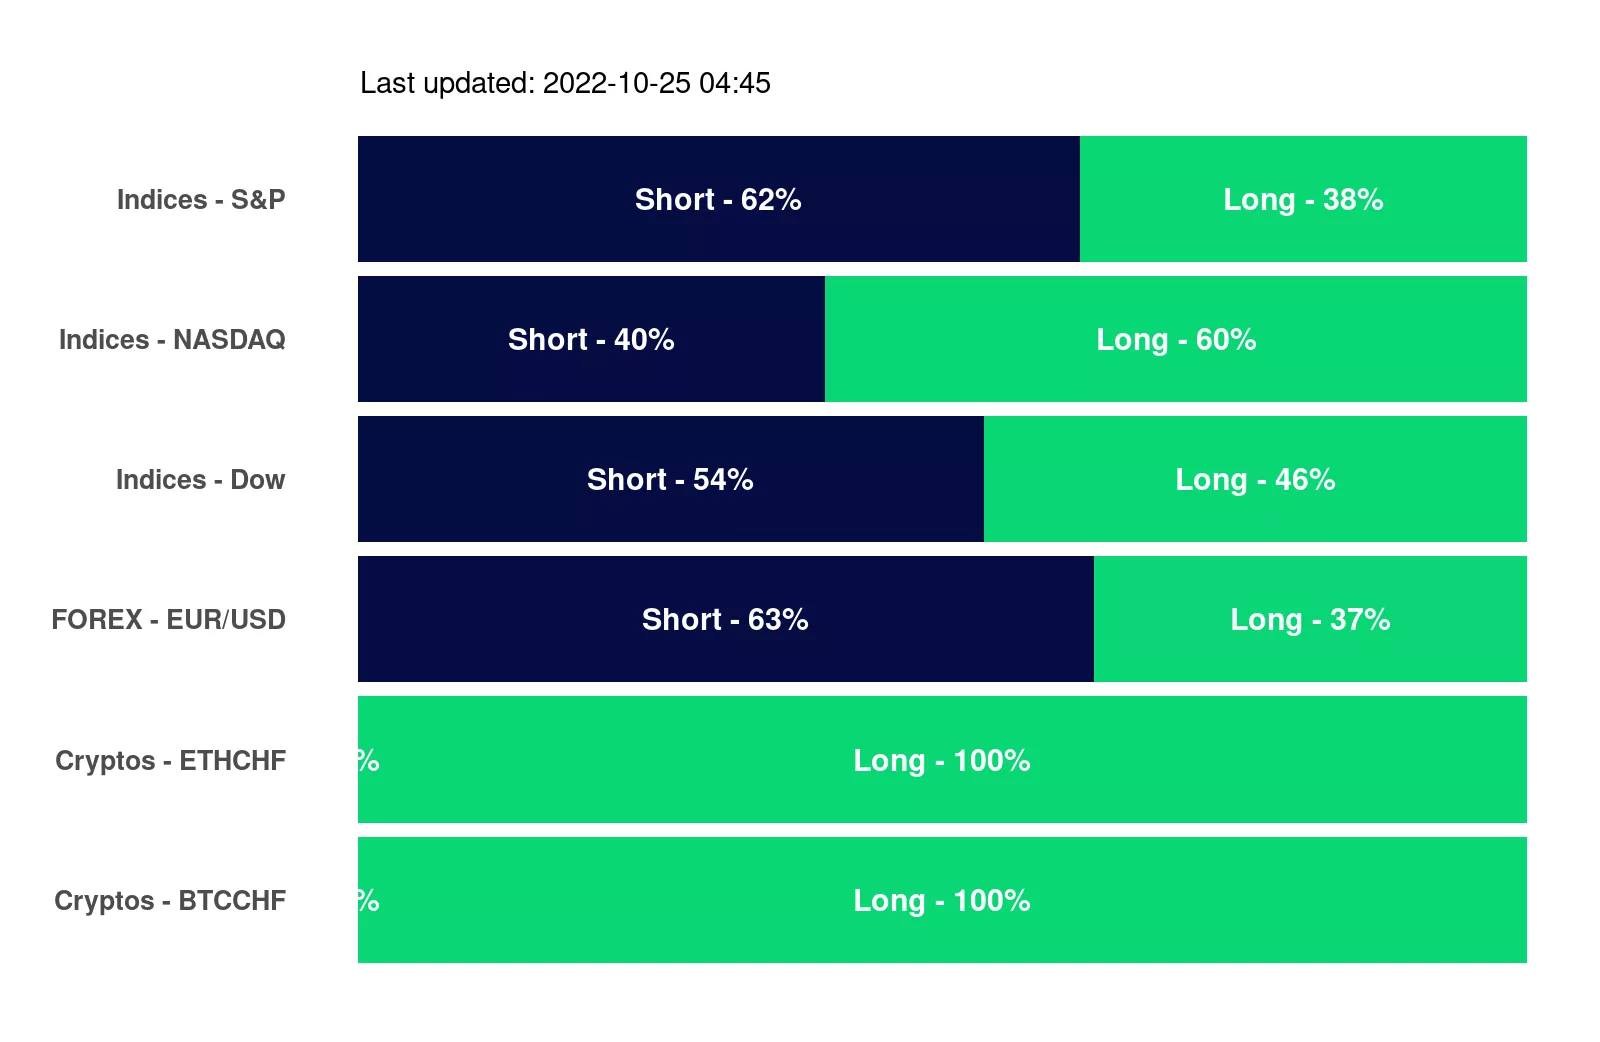 Last updated: 2022-10-25 04:45
Indices - S&P Short - 62% Long - 38%
Indices - NASDAQ Short - 40% Long - 60%
Indices - Dow Short - 54% Long - 46%
FOREX - EUR/USD Short - 63% Long - 37%
Cryptos - ETHCHF % Long - 100%
Cryptos - BTCCHF % Long - 100%